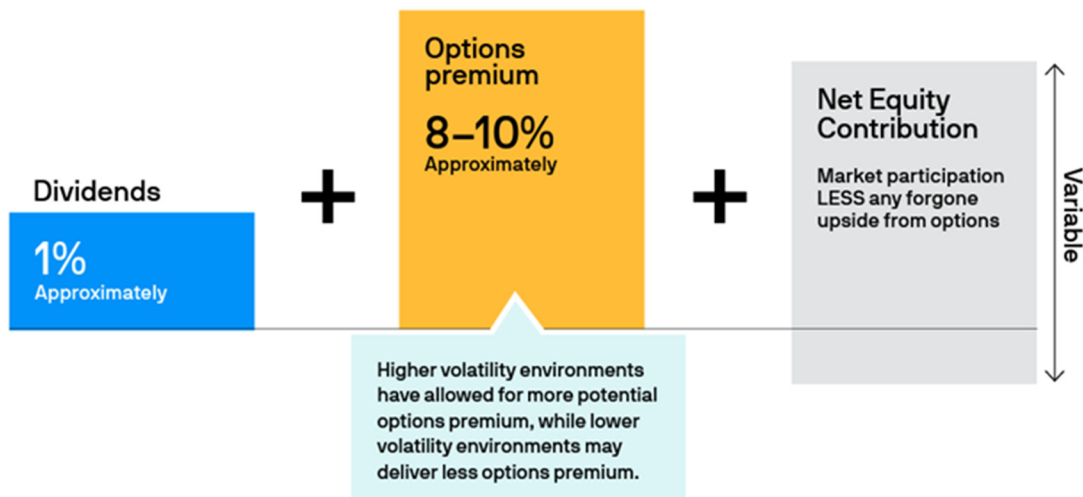 Dividends
1%
Approximately
+
Options
premium
8–10%
Approximately
+
Net Equity
Contribution
Market participation
LESS any forgone
upside from options
Variable
Higher volatility environments
have allowed for more potential
options premium, while lower
volatility environments may
deliver less options premium.